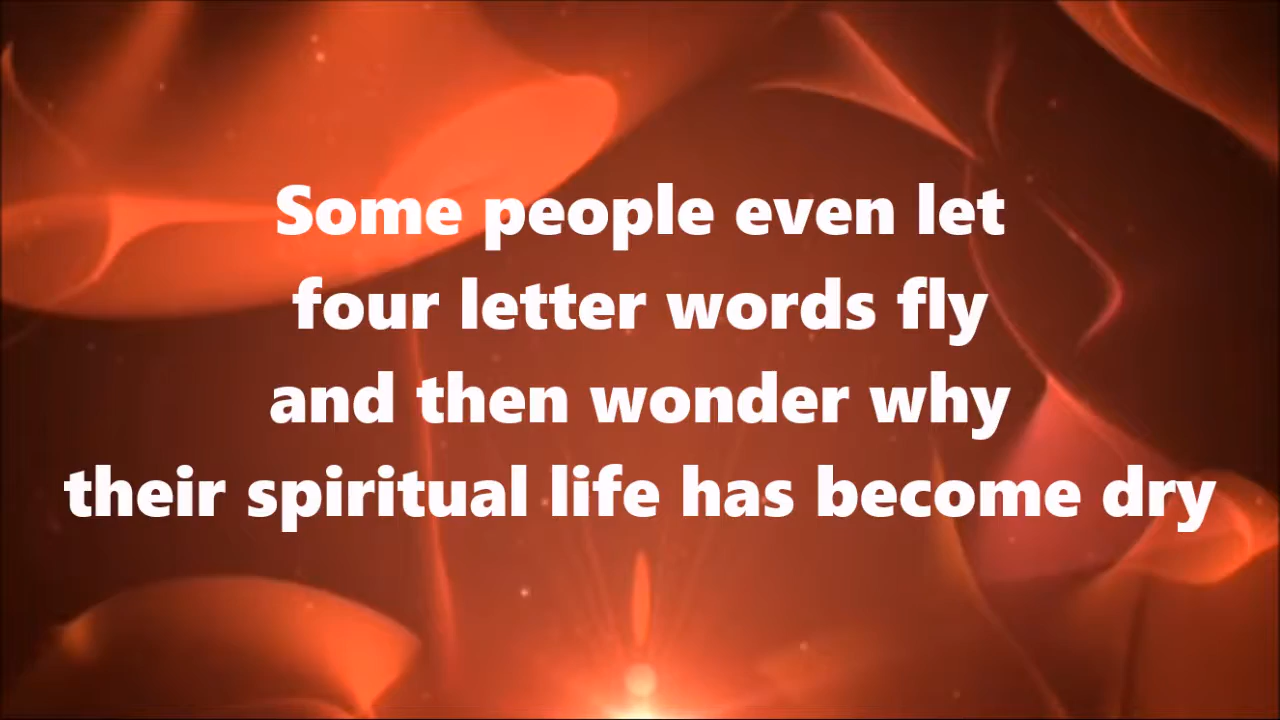 Some people even let
four letter words fly
and then wonder why
their spiritual life has become dry